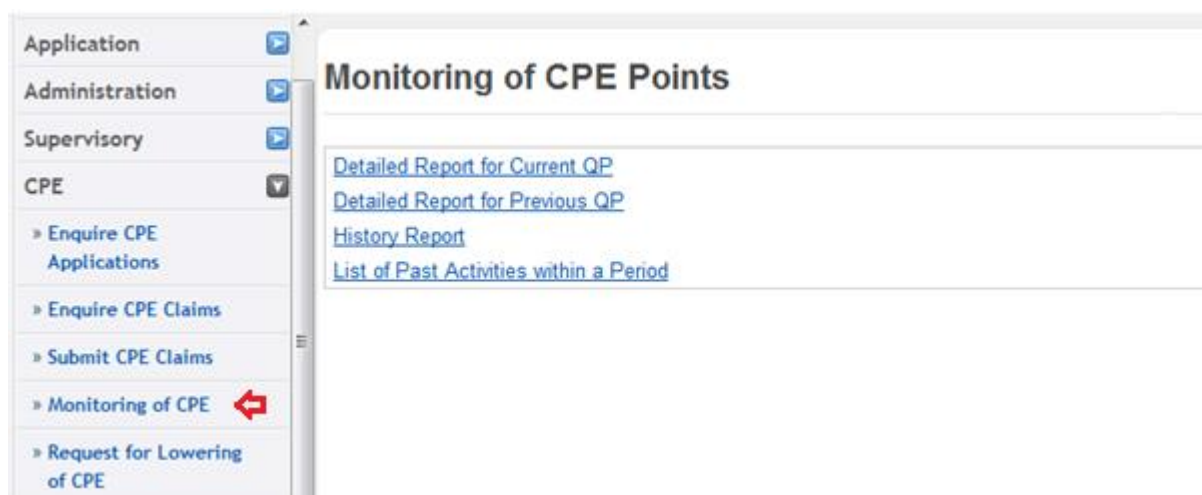 Application
Administration
Supervisory
CPE
» Enquire CPE
Applications
» Enquire CPE Claims
» Submit CPE Claims
» Monitoring of CPE
» Request for Lowering
of CPE
Monitoring of CPE Points
Detailed Report for Current QP
Detailed Report for Previous QP
History Report
List of Past Activities within a Period